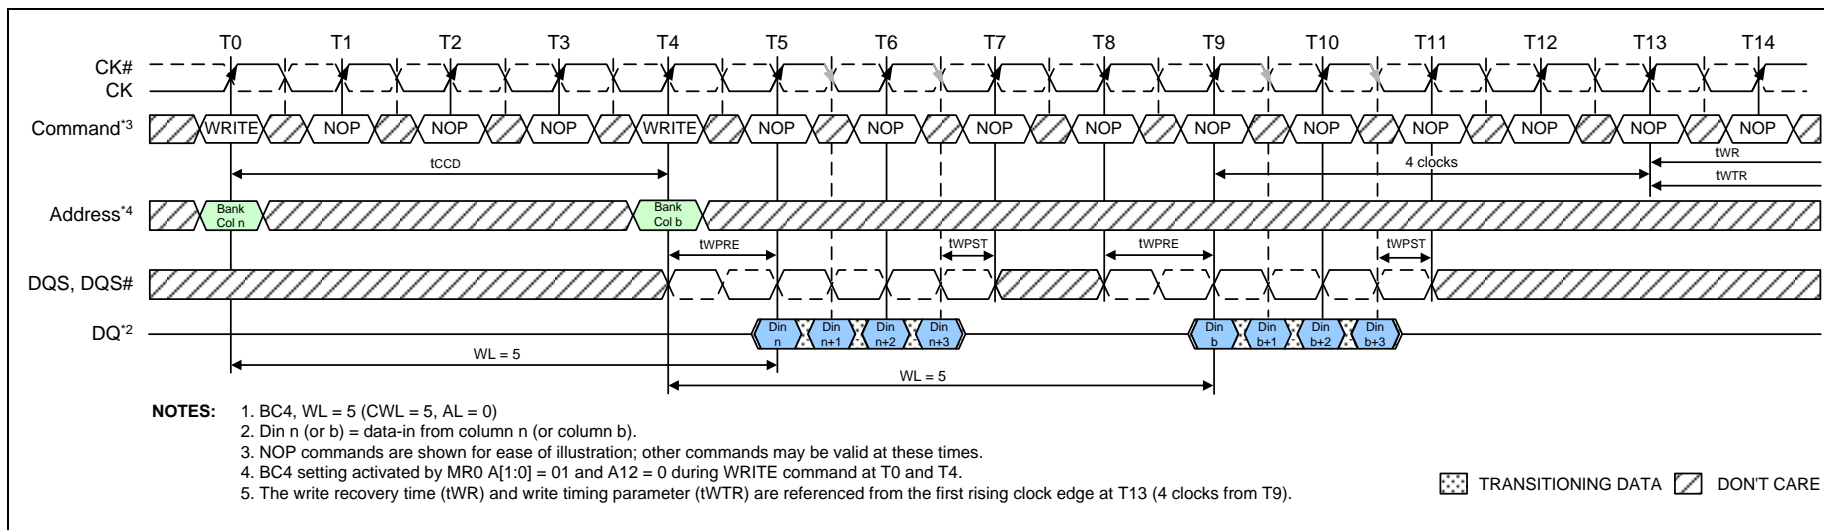 T0 T1 T2 T3 T4 T5 T6 T7 T8 T9 T10 T11 T12 T13 T14
CK#
CK
Command*3 WRITE NOP NOP NOP WRITE NOP NOP NOP NOP NOP NOP NOP NOP NOP NOP
tCCD 4 clocks tWR
tWTR
Address*4 Bank Col n Bank Col b
tWPRE tWPST tWPRE tWPST
DQS, DQS#
DQ*2 Din n Din n+1 Din n+2 Din n+3 Din b Din b+1 Din b+2 Din b+3
WL = 5
WL = 5
NOTES: 1. BC4, WL = 5 (CWL = 5, AL = 0)
2. Din n (or b) = data-in from column n (or column b).
3. NOP commands are shown for ease of illustration; other commands may be valid at these times.
4. BC4 setting activated by MR0 A[1:0] = 01 and A12 = 0 during WRITE command at T0 and T4.
5. The write recovery time (tWR) and write timing parameter (tWTR) are referenced from the first rising clock edge at T13 (4 clocks from T9).
TRANSITIONING DATA DON'T CARE